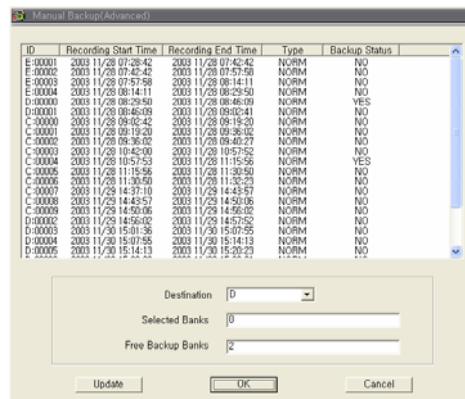 Manual Backup(Advanced)
ID Recording Start Time Recording End Time Type Backup Status
E:00001 2003 11/28 07:28:42 2003 11/28 07:42:42 NORM NO
E:00002 2003 11/28 07:42:42 2003 11/28 07:57:58 NORM NO
E:00003 2003 11/28 07:57:58 2003 11/28 08:14:11 NORM NO
E:00004 2003 11/28 08:14:11 2003 11/28 08:29:50 NORM NO
D:00000 2003 11/28 08:29:50 2003 11/28 08:46:09 NORM YES
D:00001 2003 11/28 08:46:09 2003 11/28 09:02:41 NORM NO
C:00000 2003 11/28 09:02:42 2003 11/28 09:19:20 NORM NO
C:00001 2003 11/28 09:19:20 2003 11/28 09:36:02 NORM NO
C:00002 2003 11/28 09:36:02 2003 11/28 09:40:27 NORM NO
C:00003 2003 11/28 10:42:00 2003 11/28 10:57:52 NORM NO
C:00004 2003 11/28 10:57:53 2003 11/28 11:15:56 NORM YES
C:00005 2003 11/28 11:15:56 2003 11/28 11:30:50 NORM NO
C:00006 2003 11/28 11:30:50 2003 11/28 11:32:23 NORM NO
C:00007 2003 11/29 14:37:10 2003 11/29 14:43:57 NORM NO
C:00008 2003 11/29 14:43:57 2003 11/29 14:50:06 NORM NO
C:00009 2003 11/29 14:50:06 2003 11/29 14:56:02 NORM NO
D:00002 2003 11/29 14:56:02 2003 11/29 14:57:52 NORM NO
D:00003 2003 11/30 15:01:36 2003 11/30 15:07:55 NORM NO
D:00004 2003 11/30 15:07:55 2003 11/30 15:14:13 NORM NO
D:00005 2003 11/30 15:14:13 2003 11/30 15:20:23 NORM NO
Destination D
Selected Banks 0
Free Backup Banks 2
Update OK Cancel